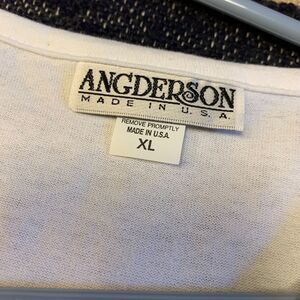 ANGDERSON
MADE IN U.S.A.
REMOVE PROMPTLY
MADE IN U.S.A.
XL